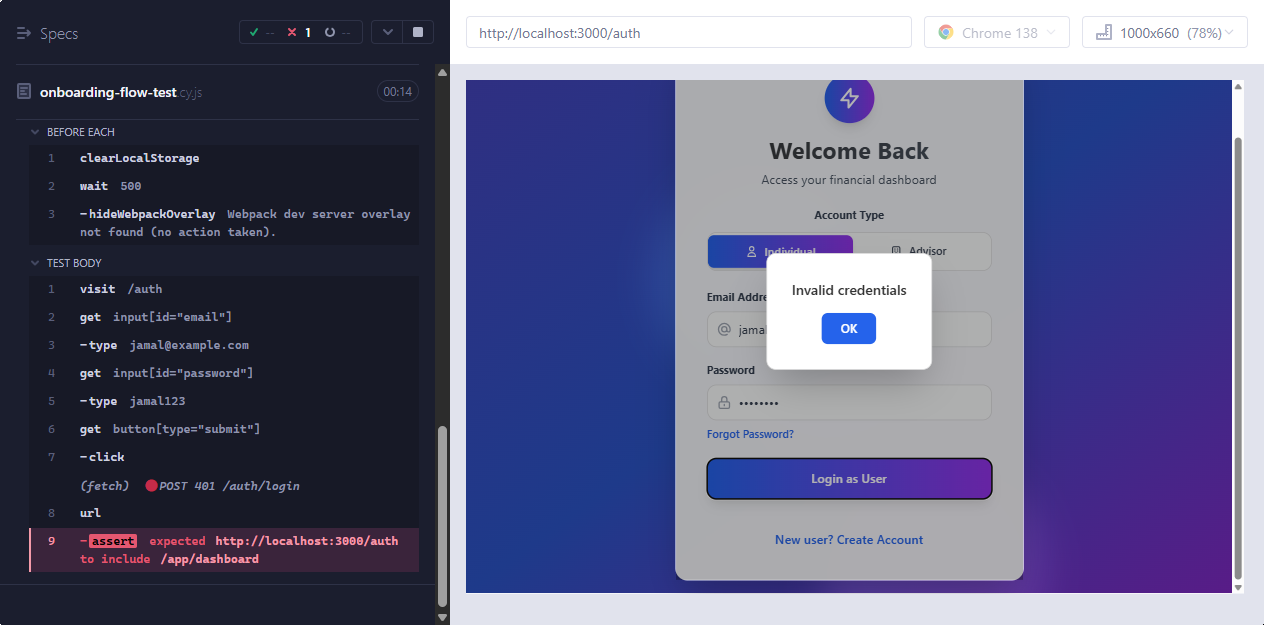 Specs
-- 1 --
onboarding-flow-test.cy.js 00:14
BEFORE EACH
1 clearLocalStorage
2 wait 500
3 -hideWebpackOverlay Webpack dev server overlay
not found (no action taken).
TEST BODY
1 visit /auth
2 get input[id="email"]
3 -type jamal@example.com
4 get input[id="password"]
5 -type jamal123
6 get button[type="submit"]
7 -click
(fetch) POST 401 /auth/login
8 url
9 -assert expected http://localhost:3000/auth
to include /app/dashboard
http://localhost:3000/auth
Chrome 138
1000x660 (78%)
Welcome Back
Access your financial dashboard
Account Type
Individual Advisor
Invalid credentials
OK
Email Addre
jamal
Password
••••••••
Forgot Password?
Login as User
New user? Create Account